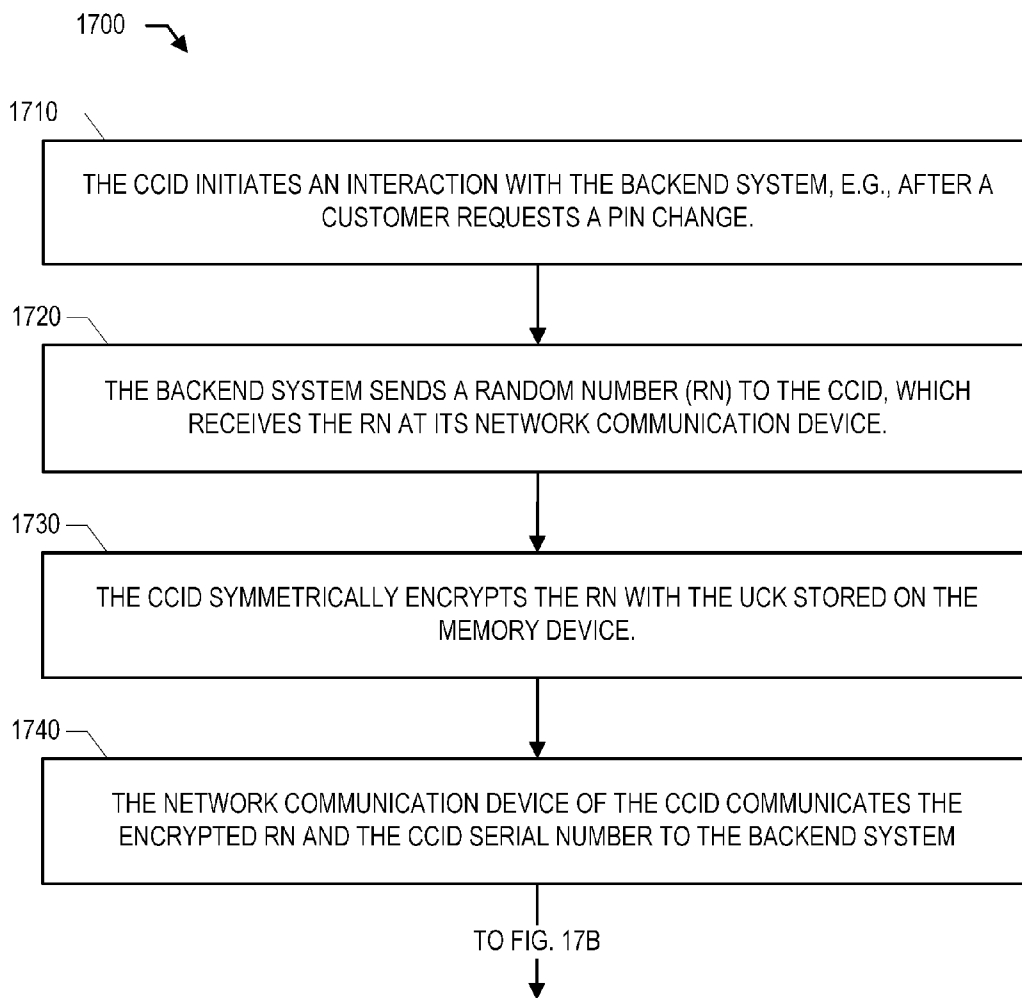 1700
1710
THE CCID INITIATES AN INTERACTION WITH THE BACKEND SYSTEM, E.G., AFTER A
CUSTOMER REQUESTS A PIN CHANGE.
1720
THE BACKEND SYSTEM SENDS A RANDOM NUMBER (RN) TO THE CCID, WHICH
RECEIVES THE RN AT ITS NETWORK COMMUNICATION DEVICE.
1730
THE CCID SYMMETRICALLY ENCRYPTS THE RN WITH THE UCK STORED ON THE
MEMORY DEVICE.
1740
THE NETWORK COMMUNICATION DEVICE OF THE CCID COMMUNICATES THE
ENCRYPTED RN AND THE CCID SERIAL NUMBER TO THE BACKEND SYSTEM
TO FIG. 17B